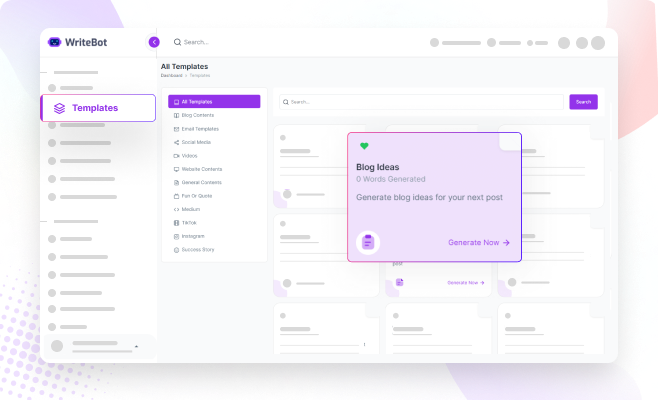 WriteBot
Search...
All Templates
Dashboard / Templates
Templates
All Templates
Blog Contents
Email Templates
Social Media
Videos
Website Contents
General Contents
Fun Or Quote
Medium
TikTok
Instagram
Success Story
Search...
Search
Blog Ideas
0 Words Generated
Generate blog ideas for your next post
Generate Now →
post
Generate Now →